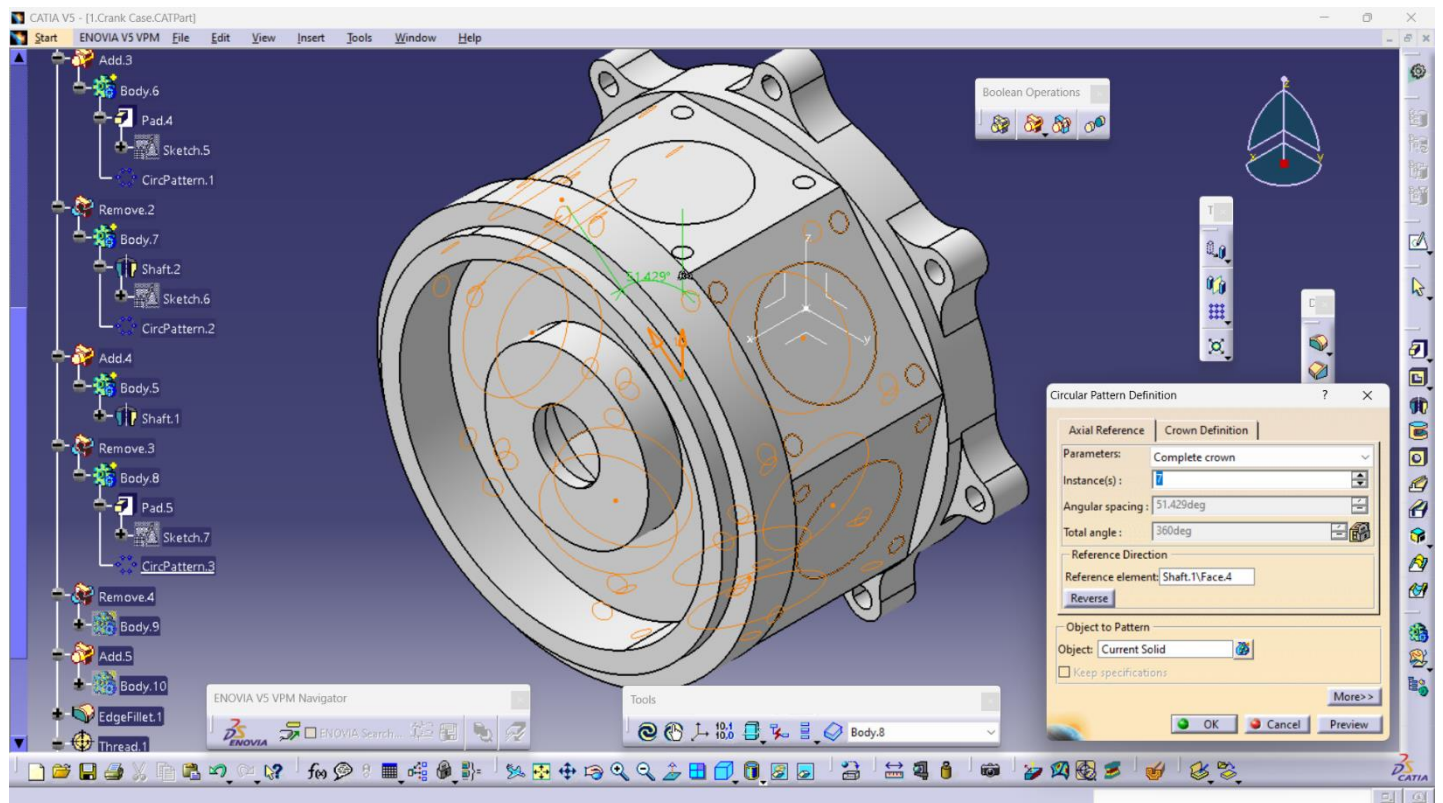 CATIA V5 - [1.Crank Case.CATPart]
Start ENOVIA V5 VPM File Edit View Insert Tools Window Help
Add.3
Body.6
Pad.4
Sketch.5
CircPattern.1
Remove.2
Body.7
Shaft.2
Sketch.6
CircPattern.2
Add.4
Body.5
Shaft.1
Remove.3
Body.8
Pad.5
Sketch.7
CircPattern.3
Remove.4
Body.9
Add.5
Body.10
EdgeFillet.1
Thread.1
51.429°
z
x
y
Boolean Operations
z
x
y
T...
D...
Circular Pattern Definition ? X
Axial Reference Crown Definition
Parameters: Complete crown
Instance(s) : 7
Angular spacing : 51.429deg
Total angle : 360deg
Reference Direction
Reference element: Shaft.1\Face.4
Reverse
Object to Pattern
Object: Current Solid
Keep specifications
More>>
OK Cancel Preview
ENOVIA V5 VPM Navigator
ENOVIA
ENOVIA Search...
Tools
10.1
10.0
Body.8
f(x)
CATIA